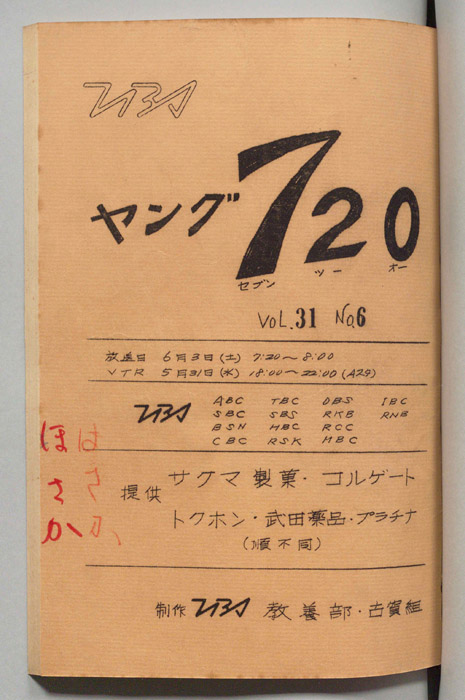 TBS
ヤング720
セブン ツー オー
VOL.31 No.6
放送日 6月3日(土) 7:20〜8:00
VTR 5月31日(水) 18:00〜22:00(A2ST)
TBS
ABC TBC OBS IBC
SBC SBS RKB RNB
BSN HBC RCC
CBC RSK MBC
ほさか
はさか
提供 サクマ製菓・コルゲート
トクホン・武田薬品・プラチナ
(順不同)
制作 TBS 教養部・古賀組